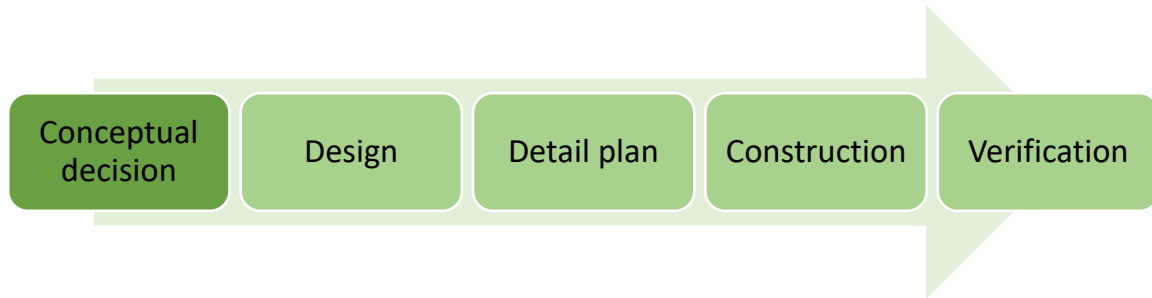 Conceptual
decision
Design
Detail plan
Construction
Verification